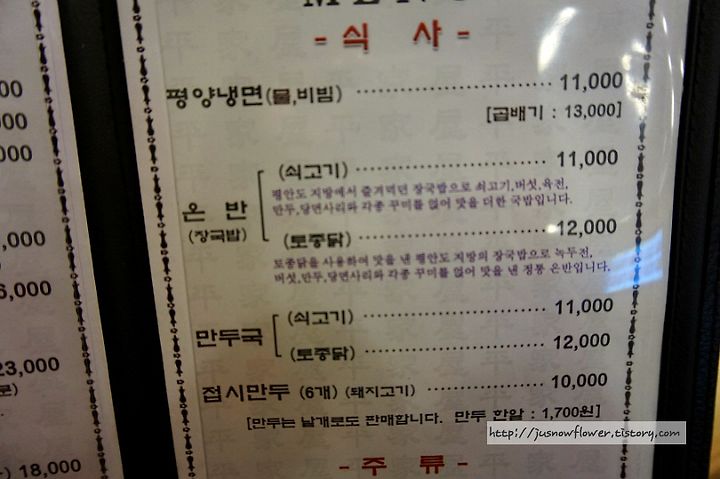 - 식 사 -
평양냉면(물,비빔) ································ 11,000
[곱배기 : 13,000]
(쇠고기) ································ 11,000
평안도 지방에서 즐겨먹던 장국밥으로 쇠고기,버섯,육전,
만두,당면사리와 각종 꾸미를 얹어 맛을 더한 국밥입니다.
온 반
(장국밥)
(토종닭) ································ 12,000
토종닭을 사용하여 맛을 낸 평안도 지방의 장국밥으로 녹두전,
버섯,만두,당면사리와 각종 꾸미를 얹어 맛을 낸 정통 온반입니다.
(쇠고기) ································ 11,000
만두국
(토종닭) ································ 12,000
접시만두 (6개) (돼지고기) ···················· 10,000
[만두는 낱개로도 판매합니다. 만두 한알 : 1,700원]
- 주 류 -
,000
6,000
23,000
18,000
http://jusnowflower.tistory.com